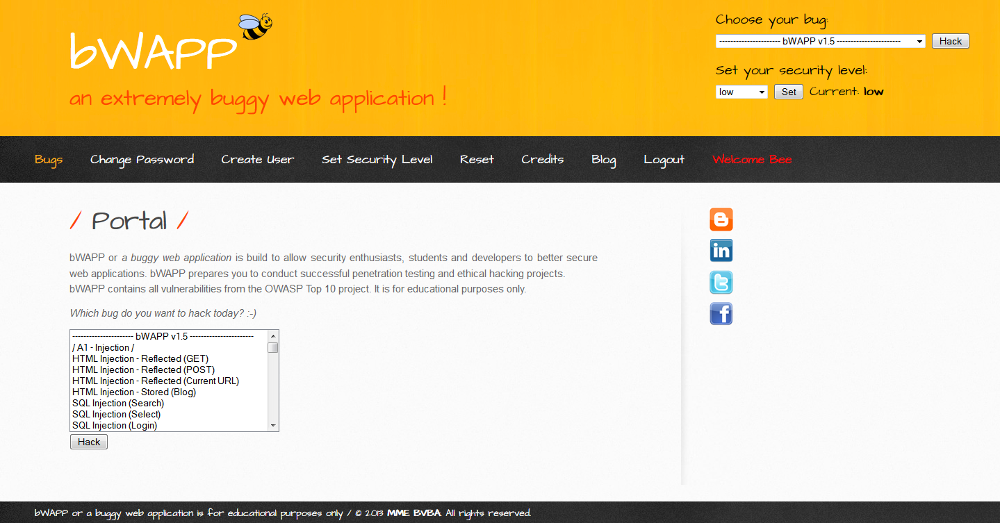 bWAPP
an extremely buggy web application !
Choose your bug:
---------------------- bWAPP v1.5 ----------------------- Hack
Set your security level:
low Set Current: low
Bugs Change Password Create User Set Security Level Reset Credits Blog Logout Welcome Bee
/ Portal /
bWAPP or a buggy web application is build to allow security enthusiasts, students and developers to better secure
web applications. bWAPP prepares you to conduct successful penetration testing and ethical hacking projects.
bWAPP contains all vulnerabilities from the OWASP Top 10 project. It is for educational purposes only.
Which bug do you want to hack today? :-)
---------------------- bWAPP v1.5 -----------------------
/ A1 - Injection /
HTML Injection - Reflected (GET)
HTML Injection - Reflected (POST)
HTML Injection - Reflected (Current URL)
HTML Injection - Stored (Blog)
SQL Injection (Search)
SQL Injection (Select)
SQL Injection (Login)
Hack
in
t
f
bWAPP or a buggy web application is for educational purposes only / © 2013 MME BVBA. All rights reserved.